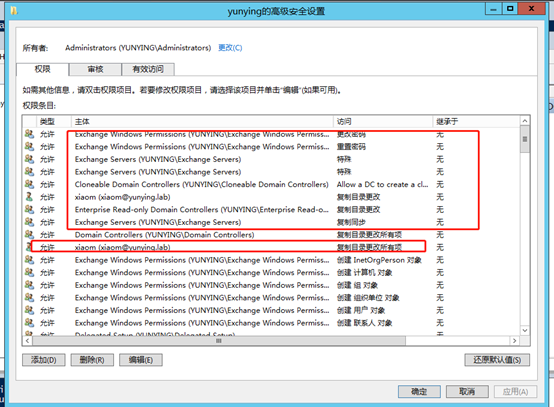 yunying的高级安全设置
所有者: Administrators (YUNYING\Administrators) 更改(C)
权限 审核 有效访问
如需其他信息，请双击权限项目。若要修改权限项目，请选择该项目并单击"编辑"(如果可用)。
权限条目:
类型 主体 访问 继承于
允许 Exchange Windows Permissions (YUNYING\Exchange Windows Permiss... 更改密码 无
允许 Exchange Windows Permissions (YUNYING\Exchange Windows Permiss... 重置密码 无
允许 Exchange Servers (YUNYING\Exchange Servers) 特殊 无
允许 Exchange Servers (YUNYING\Exchange Servers) 特殊 无
允许 Cloneable Domain Controllers (YUNYING\Cloneable Domain Controllers) Allow a DC to create a cl... 无
允许 xiaom (xiaom@yunying.lab) 复制目录更改 无
允许 Enterprise Read-only Domain Controllers (YUNYING\Enterprise Read-o... 复制目录更改 无
允许 Exchange Servers (YUNYING\Exchange Servers) 复制同步 无
允许 Domain Controllers (YUNYING\Domain Controllers) 复制目录更改所有项 无
允许 xiaom (xiaom@yunying.lab) 复制目录更改所有项 无
允许 Exchange Windows Permissions (YUNYING\Exchange Windows Permiss... 创建 InetOrgPerson 对象 无
允许 Exchange Windows Permissions (YUNYING\Exchange Windows Permiss... 创建 计算机 对象 无
允许 Exchange Windows Permissions (YUNYING\Exchange Windows Permiss... 创建 组 对象 无
允许 Exchange Windows Permissions (YUNYING\Exchange Windows Permiss... 创建 组织单位 对象 无
允许 Exchange Windows Permissions (YUNYING\Exchange Windows Permiss... 创建 用户 对象 无
允许 Exchange Windows Permissions (YUNYING\Exchange Windows Permiss... 创建 联系人 对象 无
添加(D) 删除(R) 编辑(E) 还原默认值(S)
确定 取消 应用(A)